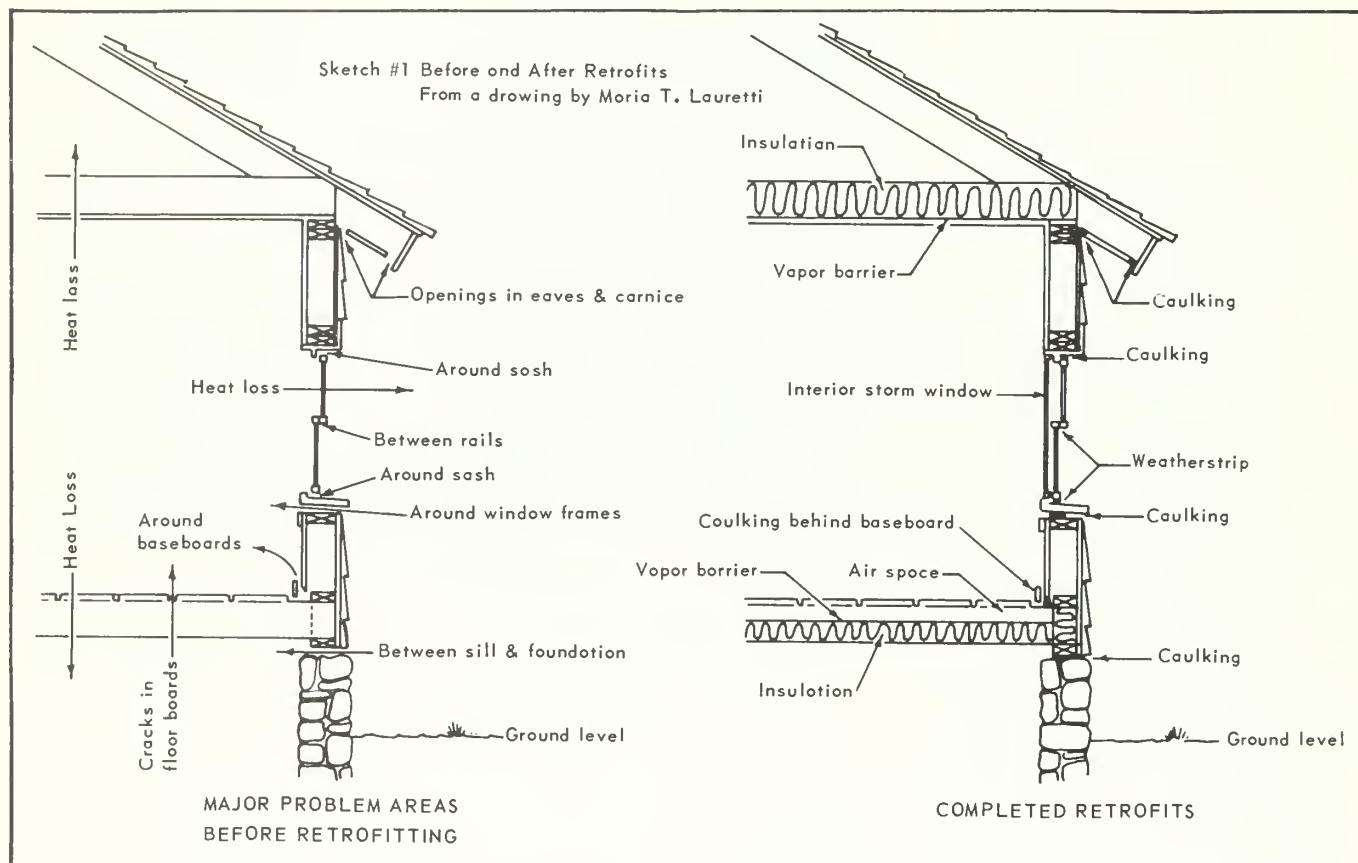 Sketch #1 Before ond After Retrofits
From a drowing by Moria T. Lauretti
Heat loss
Openings in eaves & carnice
Around sosh
Heat loss
Between rails
Around sash
Around window frames
Heat Loss
Around
baseboards
Between sill & foundotion
Cracks in
floor boards
Ground level
MAJOR PROBLEM AREAS
BEFORE RETROFITTING
Insulatian
Vapor barrier
Caulking
Caulking
Interior storm window
Weatherstrip
Caulking
Coulking behind baseboard
Vopor borrier
Air spoce
Caulking
Insulotion
Ground level
COMPLETED RETROFITS